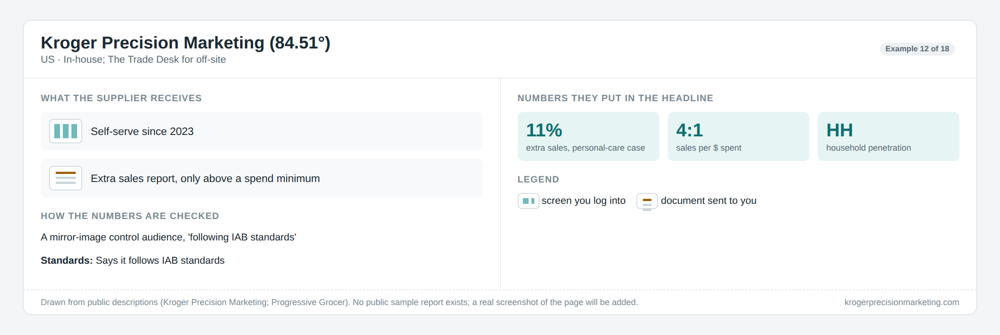 Kroger Precision Marketing (84.51°)
US · In-house; The Trade Desk for off-site
Example 12 of 18
WHAT THE SUPPLIER RECEIVES
Self-serve since 2023
Extra sales report, only above a spend minimum
HOW THE NUMBERS ARE CHECKED
A mirror-image control audience, 'following IAB standards'
Standards: Says it follows IAB standards
NUMBERS THEY PUT IN THE HEADLINE
11%
extra sales, personal-care case
4:1
sales per $ spent
HH
household penetration
LEGEND
screen you log into
document sent to you
Drawn from public descriptions (Kroger Precision Marketing; Progressive Grocer). No public sample report exists; a real screenshot of the page will be added.
krogerprecisionmarketing.com